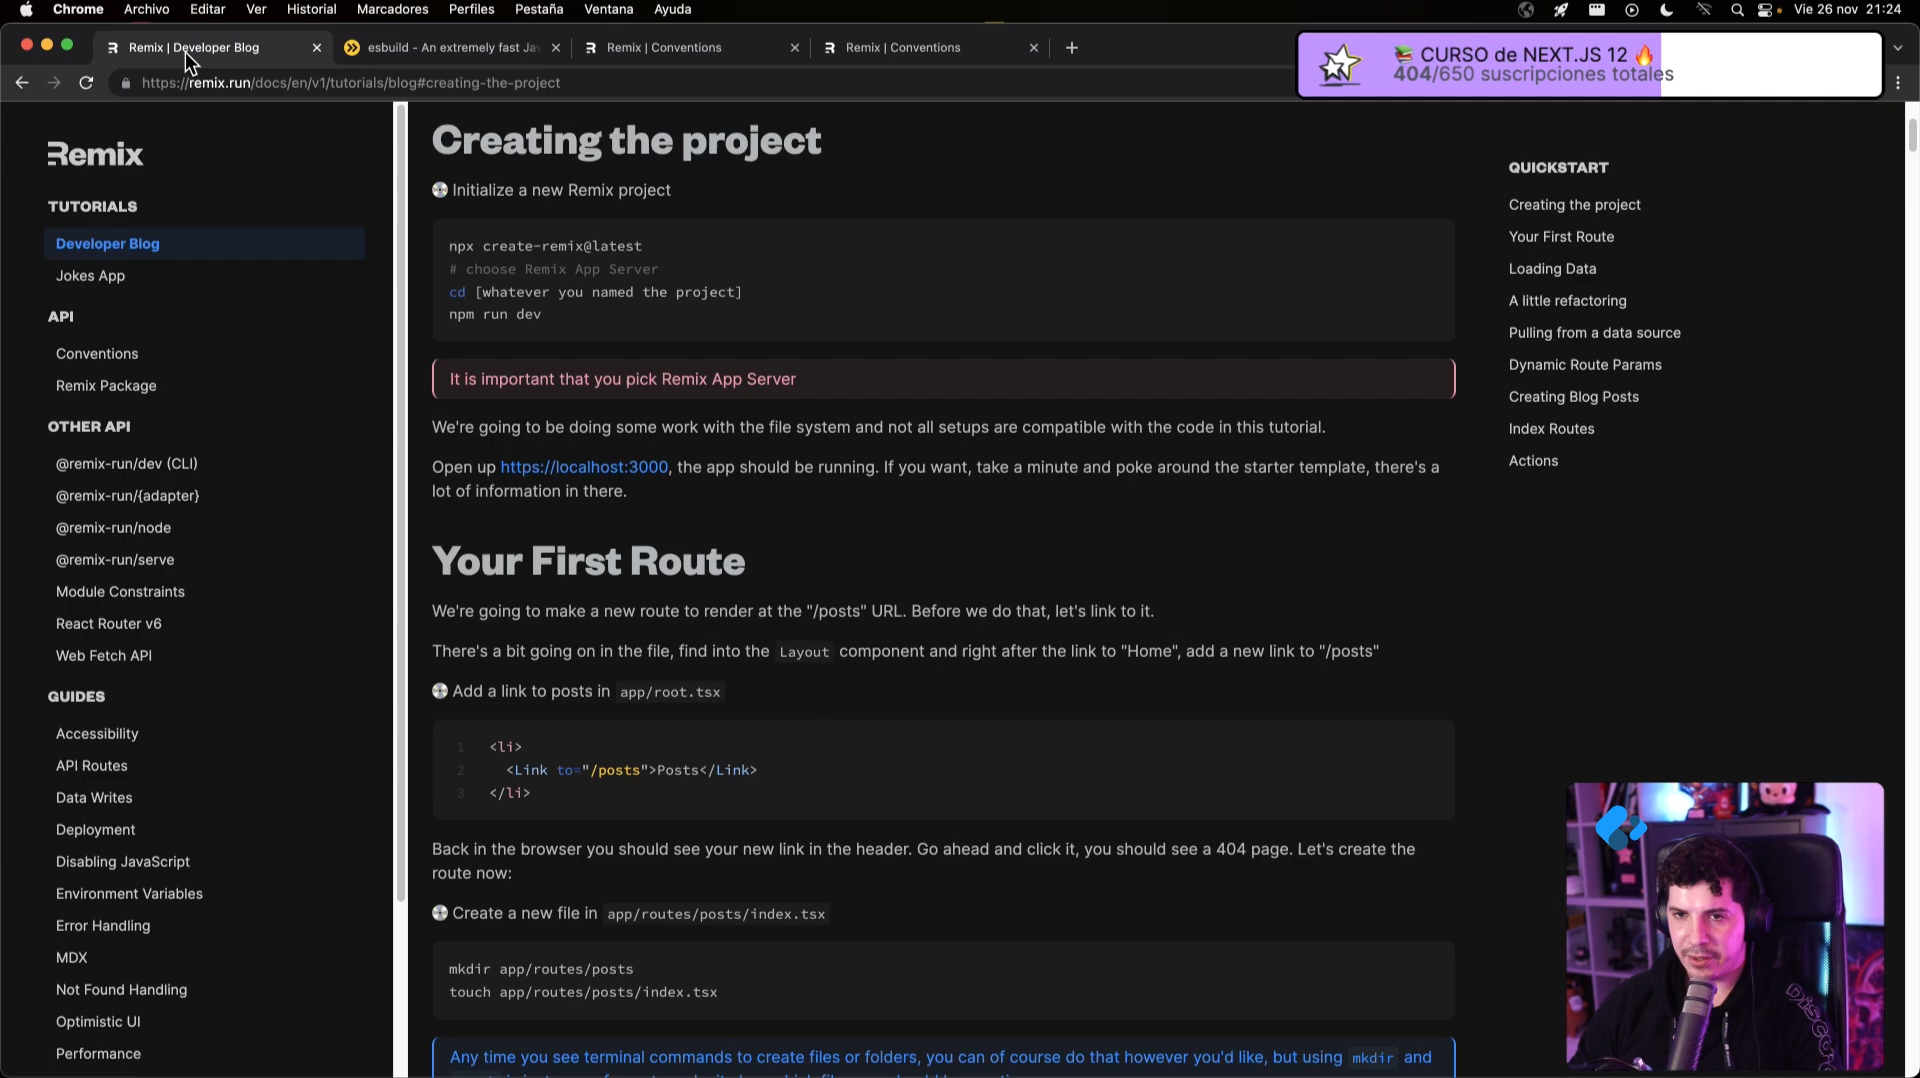 Chrome Archivo Editar Ver Historial Marcadores Perfiles Pestaña Ventana Ayuda
Vie 26 nov 21:24
Remix | Developer Blog
esbuild - An extremely fast Jav
Remix | Conventions
Remix | Conventions
https://remix.run/docs/en/v1/tutorials/blog#creating-the-project
CURSO de NEXT.JS 12
404/650 suscripciones totales
Remix
TUTORIALS
Developer Blog
Jokes App
API
Conventions
Remix Package
OTHER API
@remix-run/dev (CLI)
@remix-run/{adapter}
@remix-run/node
@remix-run/serve
Module Constraints
React Router v6
Web Fetch API
GUIDES
Accessibility
API Routes
Data Writes
Deployment
Disabling JavaScript
Environment Variables
Error Handling
MDX
Not Found Handling
Optimistic UI
Performance
Creating the project
Initialize a new Remix project
npx create-remix@latest
# choose Remix App Server
cd [whatever you named the project]
npm run dev
It is important that you pick Remix App Server
We're going to be doing some work with the file system and not all setups are compatible with the code in this tutorial.
Open up https://localhost:3000, the app should be running. If you want, take a minute and poke around the starter template, there's a
lot of information in there.
Your First Route
We're going to make a new route to render at the "/posts" URL. Before we do that, let's link to it.
There's a bit going on in the file, find into the Layout component and right after the link to "Home", add a new link to "/posts"
Add a link to posts in app/root.tsx
1 <li>
2 <Link to="/posts">Posts</Link>
3 </li>
Back in the browser you should see your new link in the header. Go ahead and click it, you should see a 404 page. Let's create the
route now:
Create a new file in app/routes/posts/index.tsx
mkdir app/routes/posts
touch app/routes/posts/index.tsx
Any time you see terminal commands to create files or folders, you can of course do that however you'd like, but using mkdir and
QUICKSTART
Creating the project
Your First Route
Loading Data
A little refactoring
Pulling from a data source
Dynamic Route Params
Creating Blog Posts
Index Routes
Actions